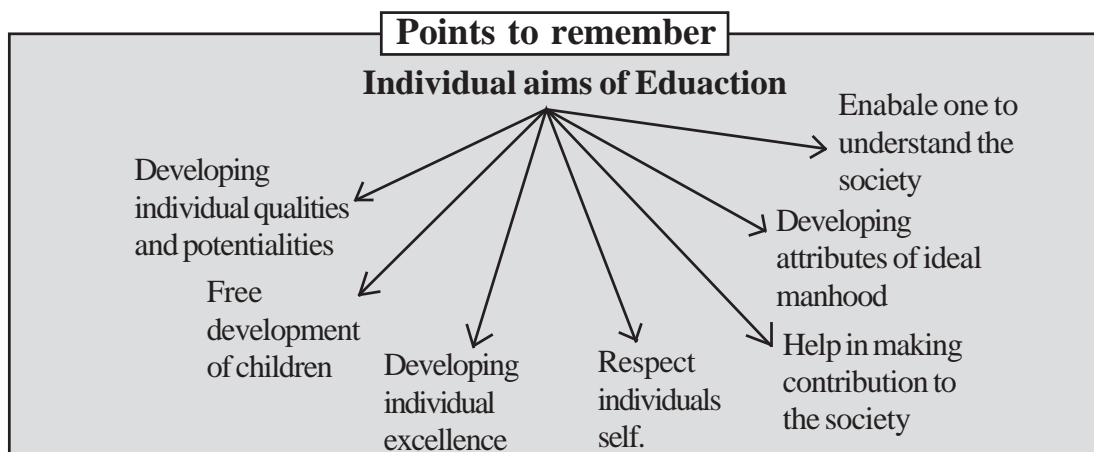 Points to remember
Individual aims of Eduaction
Developing
individual qualities
and potentialities
Free
development
of children
Developing
individual
excellence
Respect
individuals
self.
Help in making
contribution to
the society
Developing
attributes of ideal
manhood
Enabale one to
understand the
society